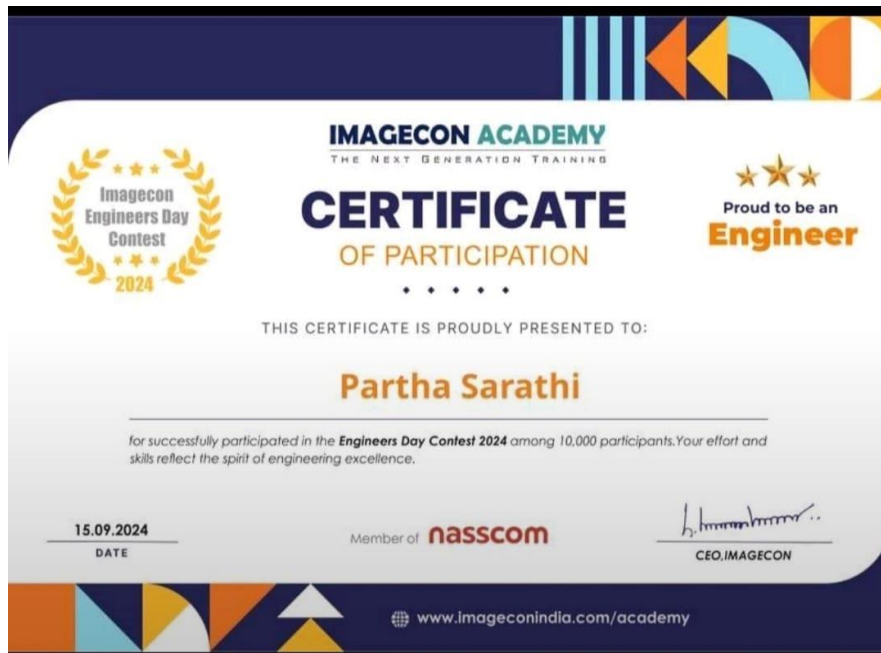 IMAGECON ACADEMY
THE NEXT GENERATION TRAINING
Imagecon
Engineers Day
Contest
2024
CERTIFICATE
OF PARTICIPATION
Proud to be an
Engineer
THIS CERTIFICATE IS PROUDLY PRESENTED TO:
Partha Sarathi
for successfully participated in the Engineers Day Contest 2024 among 10,000 participants.Your effort and
skills reflect the spirit of engineering excellence.
15.09.2024
DATE
Member of nasscom
CEO,IMAGECON
www.imageconindia.com/academy